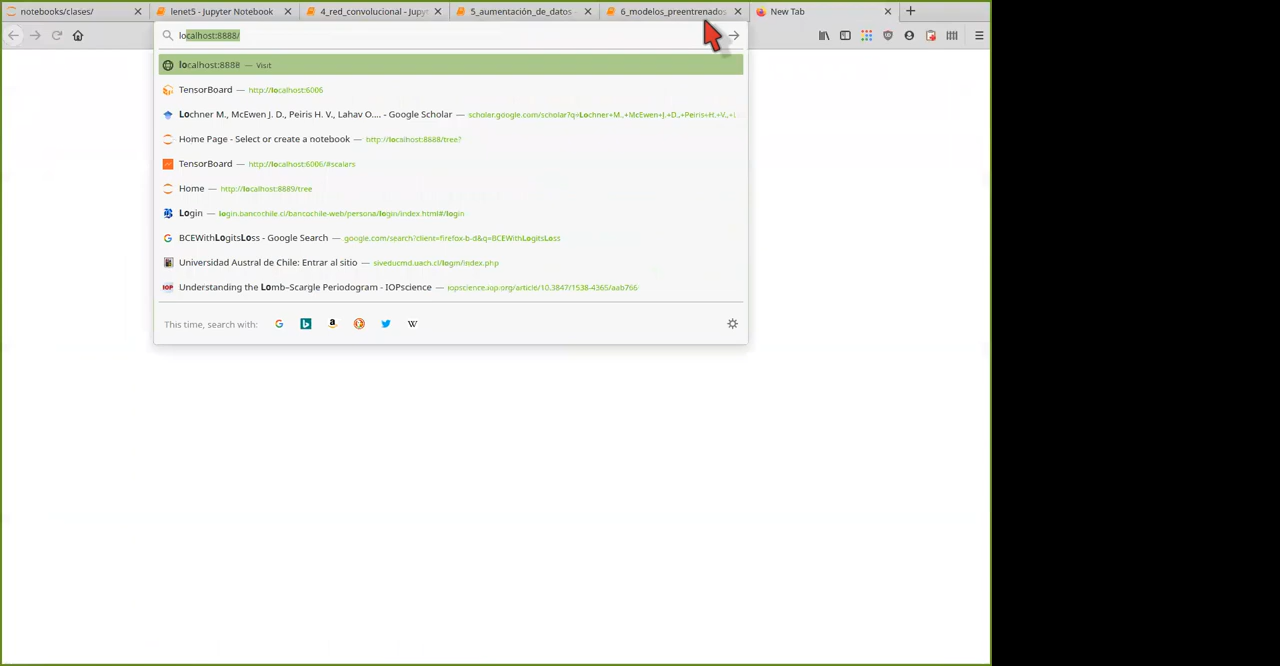 notebooks/clases/
lenet5 - Jupyter Notebook
4_red_convolucional - Jupyt
5_aumentación_de_datos -
6_modelos_preentrenados
New Tab
localhost:8888/
localhost:8888 — Visit
TensorBoard — http://localhost:6006
Lochner M., McEwen J. D., Peiris H. V., Lahav O.... - Google Scholar — scholar.google.com/scholar?q=Lochner+M.,+McEwen+J.+D.,+Peiris+H.+V.,+L
Home Page - Select or create a notebook — http://localhost:8888/tree?
TensorBoard — http://localhost:6006/#scalars
Home — http://localhost:8889/tree
Login — login.bancochile.cl/bancochile-web/persona/login/index.html#/login
BCEWithLogitsLoss - Google Search — google.com/search?client=firefox-b-d&q=BCEWithLogitsLoss
Universidad Austral de Chile: Entrar al sitio — siveducmd.uach.cl/login/index.php
IOP Understanding the Lomb–Scargle Periodogram - IOPscience — iopscience.iop.org/article/10.3847/1538-4365/aab766
This time, search with: